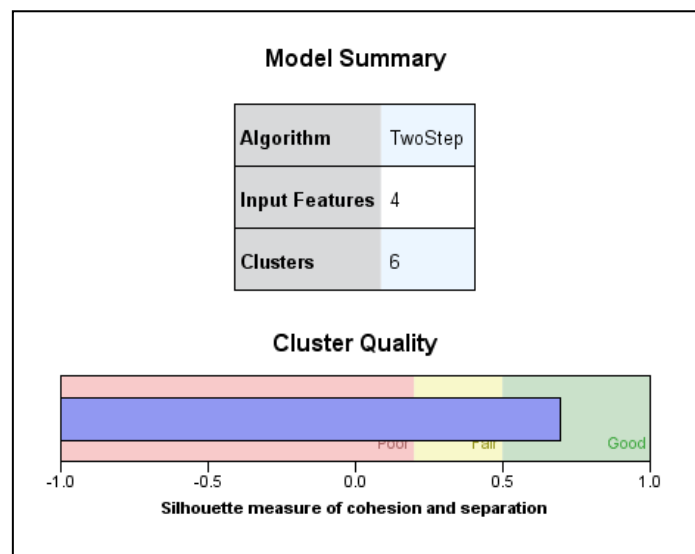 Model Summary
Algorithm TwoStep
Input Features 4
Clusters 6
Cluster Quality
Poor Fair Good
-1.0 -0.5 0.0 0.5 1.0
Silhouette measure of cohesion and separation